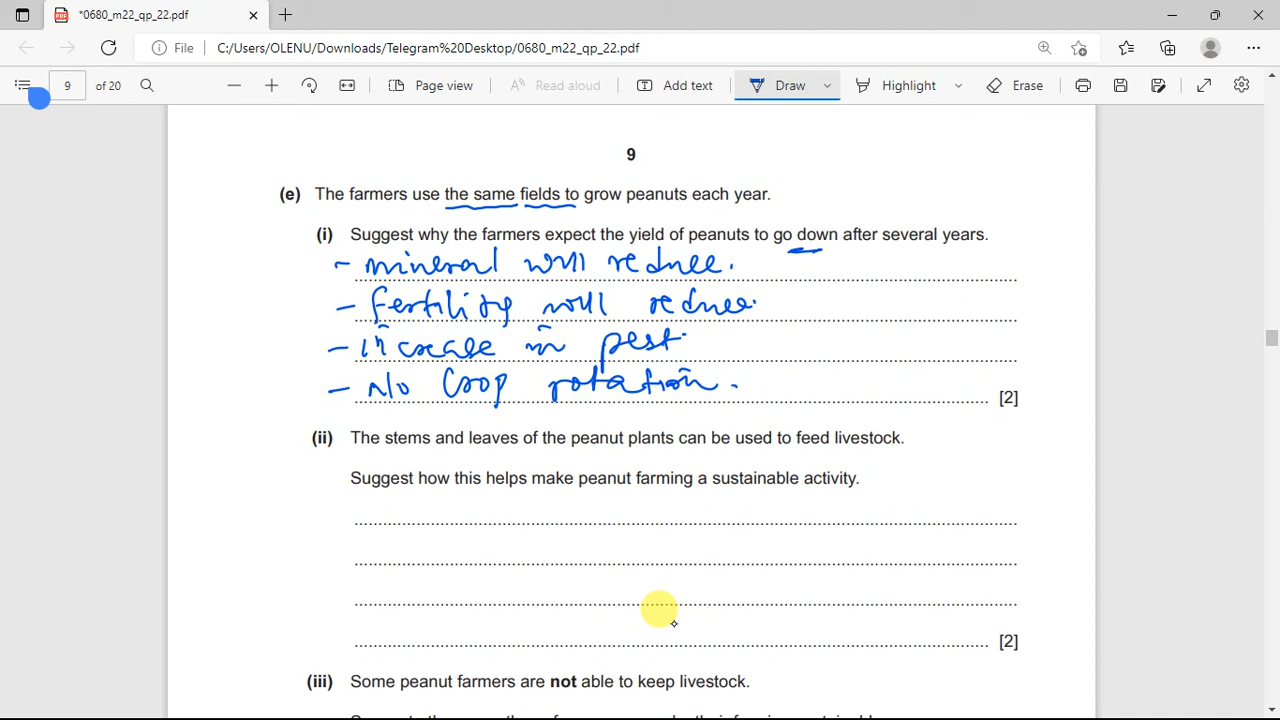 *0680_m22_qp_22.pdf
File C:/Users/OLENU/Downloads/Telegram%20Desktop/0680_m22_qp_22.pdf
9 of 20 Page view Read aloud Add text Draw Highlight Erase
9
(e) The farmers use the same fields to grow peanuts each year.
(i) Suggest why the farmers expect the yield of peanuts to go down after several years.
- mineral will reduce.
- Fertility will reduce.
- increase in pest
- No Crop rotation.
[2]
(ii) The stems and leaves of the peanut plants can be used to feed livestock.
Suggest how this helps make peanut farming a sustainable activity.
[2]
(iii) Some peanut farmers are not able to keep livestock.